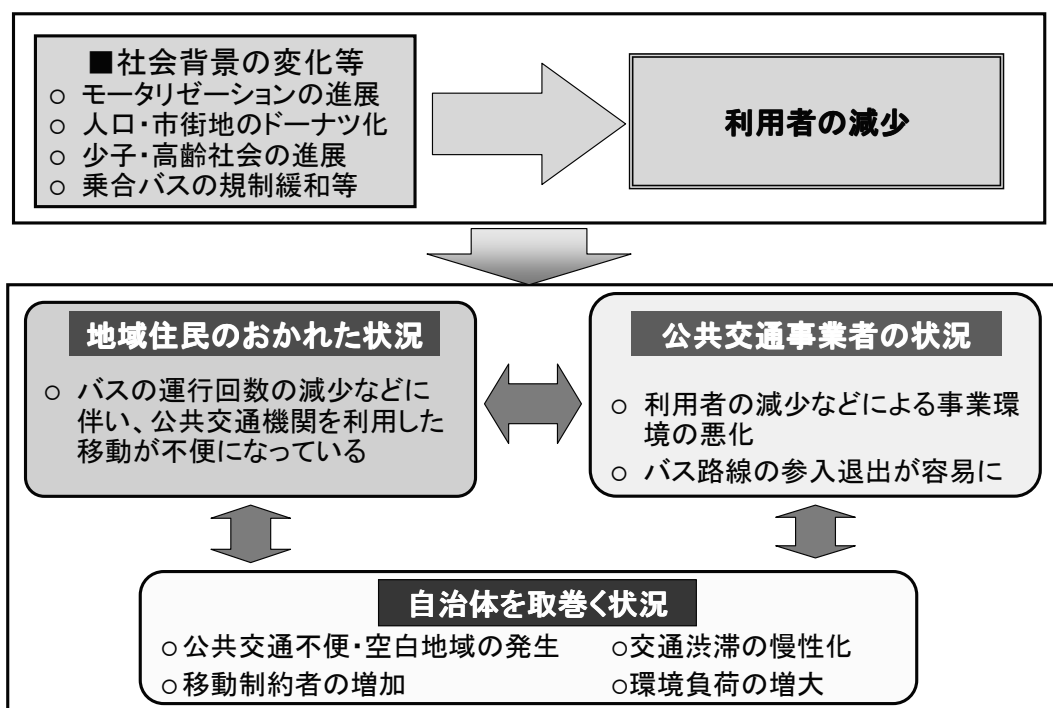 ■社会背景の変化等
○ モータリゼーションの進展
○ 人口・市街地のドーナツ化
○ 少子・高齢社会の進展
○ 乗合バスの規制緩和等
利用者の減少
地域住民のおかれた状況
○ バスの運行回数の減少などに
伴い、公共交通機関を利用した
移動が不便になっている
公共交通事業者の状況
○ 利用者の減少などによる事業環
境の悪化
○ バス路線の参入退出が容易に
自治体を取巻く状況
○公共交通不便・空白地域の発生
○交通渋滞の慢性化
○移動制約者の増加
○環境負荷の増大